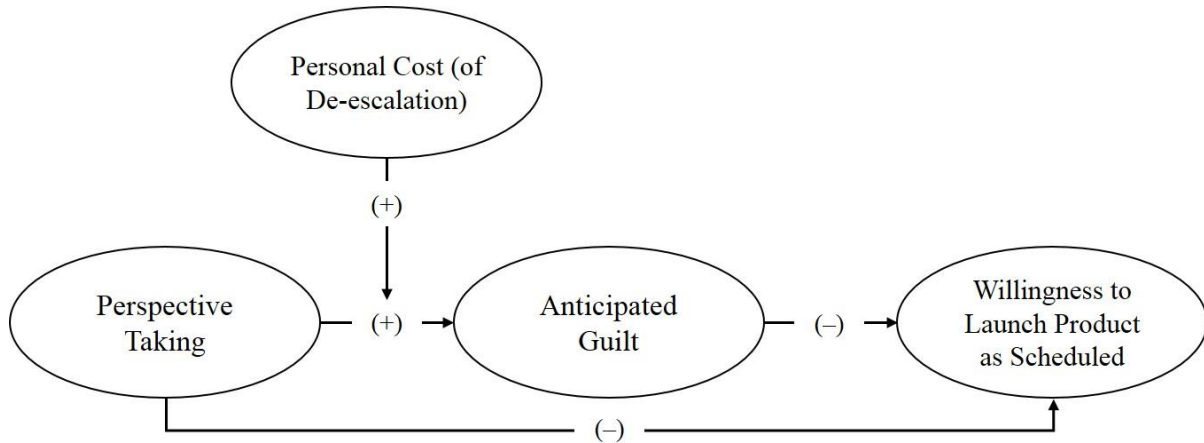 Personal Cost (of
De-escalation)
(+)
Perspective
Taking
(+)
Anticipated
Guilt
(–)
Willingness to
Launch Product
as Scheduled
(–)